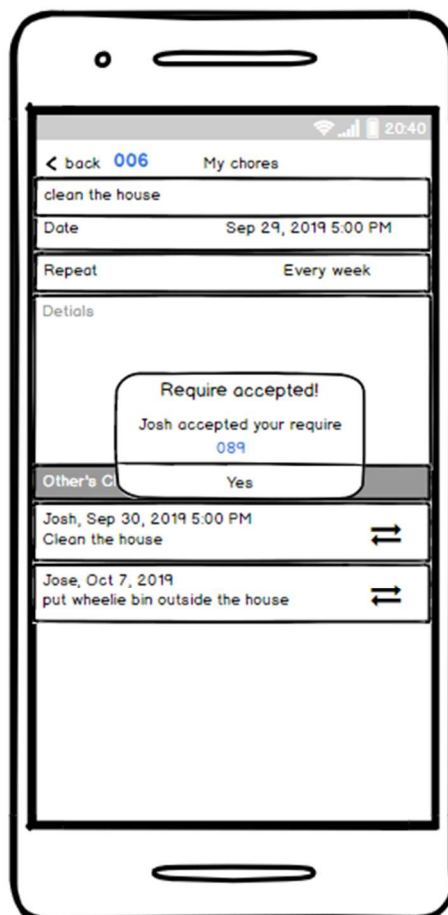 20:40
back 006 My chores
clean the house
Date Sep 29, 2019 5:00 PM
Repeat Every week
Detials
Require accepted!
Josh accepted your require
089
Other's C Yes
Josh, Sep 30, 2019 5:00 PM
Clean the house
Jose, Oct 7, 2019
put wheelie bin outside the house